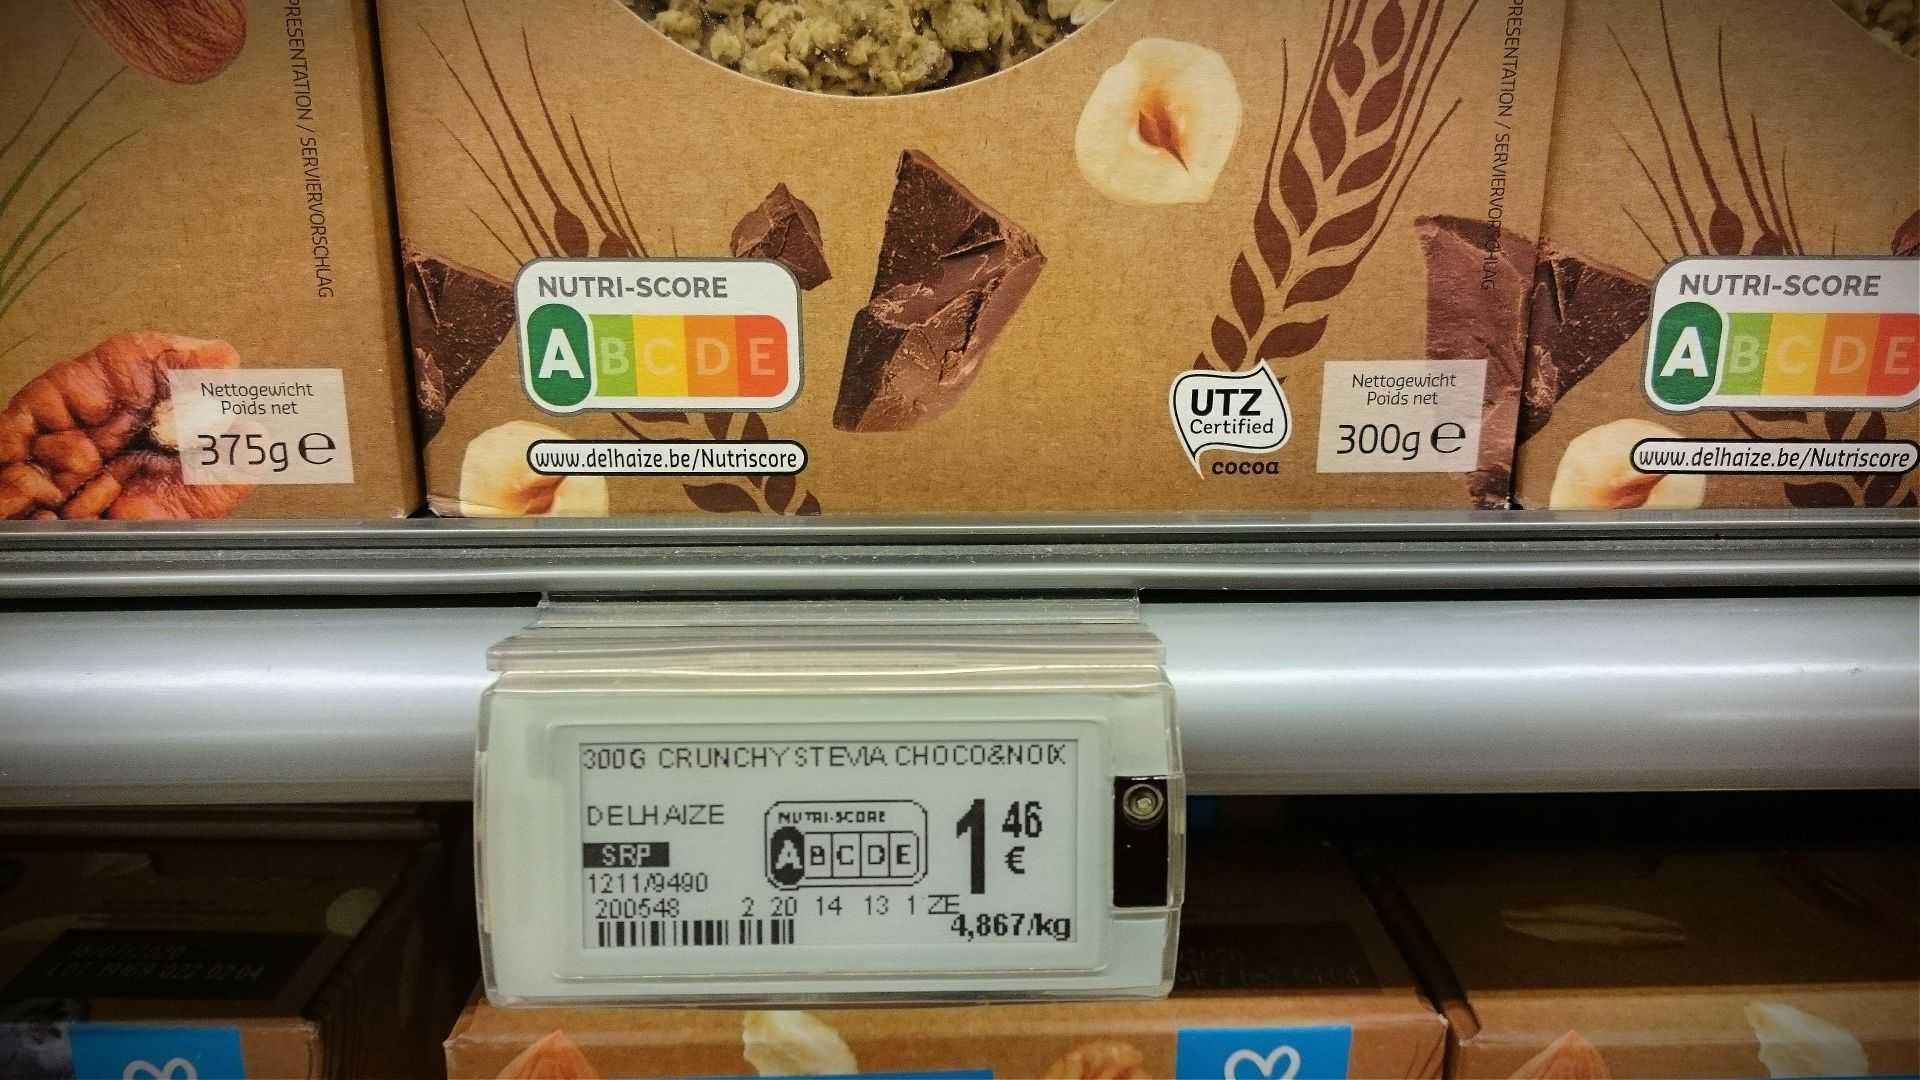 PRESENTATION / SERVIERVORSCHLAG
Nettogewicht
Poids net
375g e
NUTRI-SCORE
A B C D E
www.delhaize.be/Nutriscore
UTZ
Certified
cocoa
PRESENTATION / SERVIERVORSCHLAG
Nettogewicht
Poids net
300g e
NUTRI-SCORE
A B C D E
www.delhaize.be/Nutriscore
300G CRUNCHY STEVIA CHOCO&NOIX
DELHAIZE
NUTRI-SCORE
A B C D E
1 46
€
SRP
1211/9490
200548 2 20 14 13 1 ZE
4,867/kg